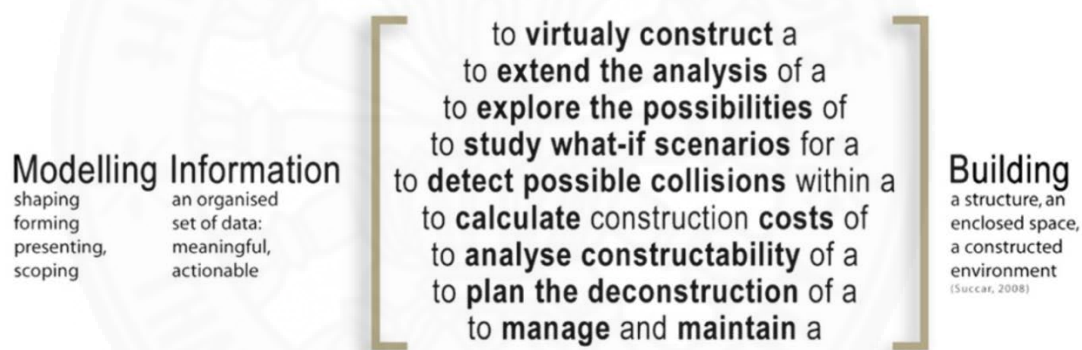 Modelling Information
shaping
forming
presenting,
scoping
an organised
set of data:
meaningful,
actionable
to virtualy construct a
to extend the analysis of a
to explore the possibilities of
to study what-if scenarios for a
to detect possible collisions within a
to calculate construction costs of
to analyse constructability of a
to plan the deconstruction of a
to manage and maintain a
Building
a structure, an
enclosed space,
a constructed
environment
(Succar, 2008)